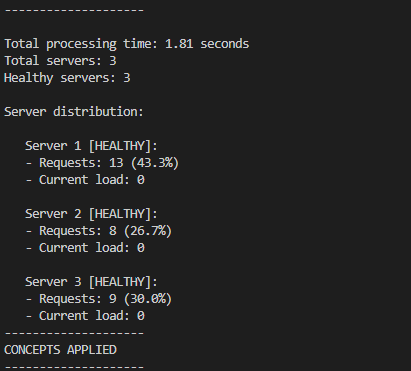 --------------------
Total processing time: 1.81 seconds
Total servers: 3
Healthy servers: 3
Server distribution:
Server 1 [HEALTHY]:
- Requests: 13 (43.3%)
- Current load: 0
Server 2 [HEALTHY]:
- Requests: 8 (26.7%)
- Current load: 0
Server 3 [HEALTHY]:
- Requests: 9 (30.0%)
- Current load: 0
--------------------
CONCEPTS APPLIED
--------------------